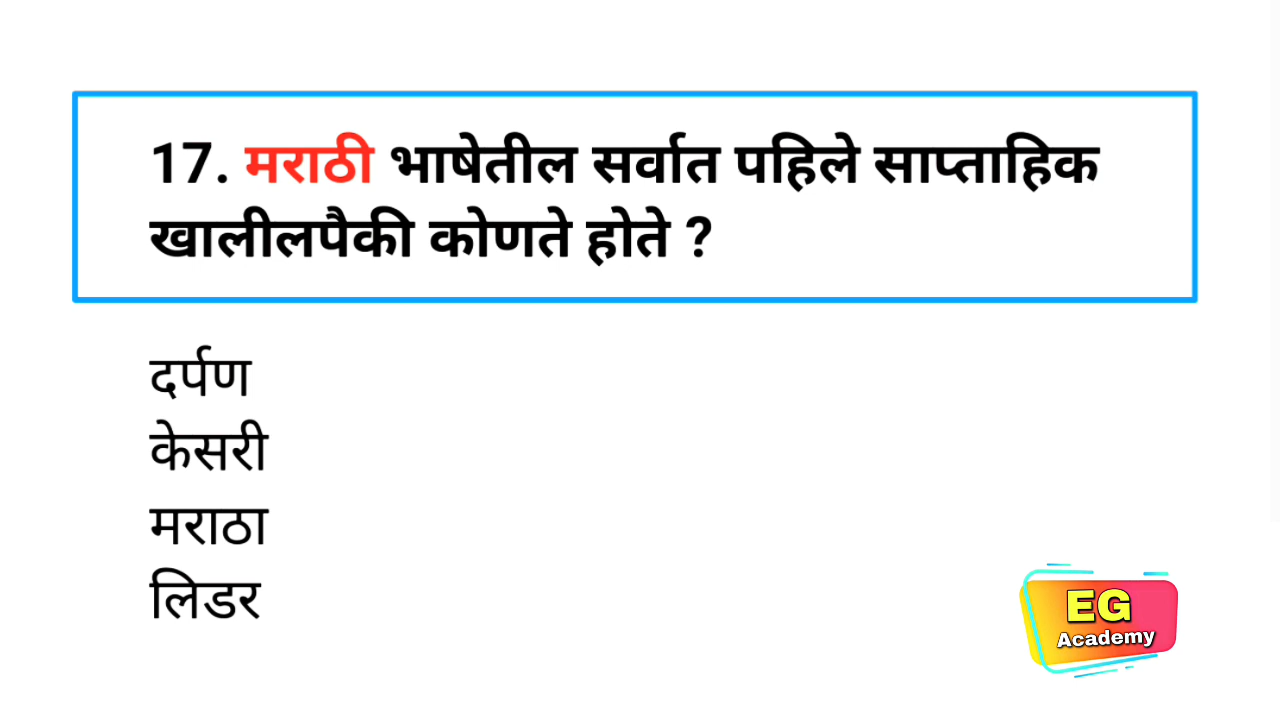 17. मराठी भाषेतील सर्वात पहिले साप्ताहिक
खालीलपैकी कोणते होते ?
दर्पण
केसरी
मराठा
लिडर
EG
Academy